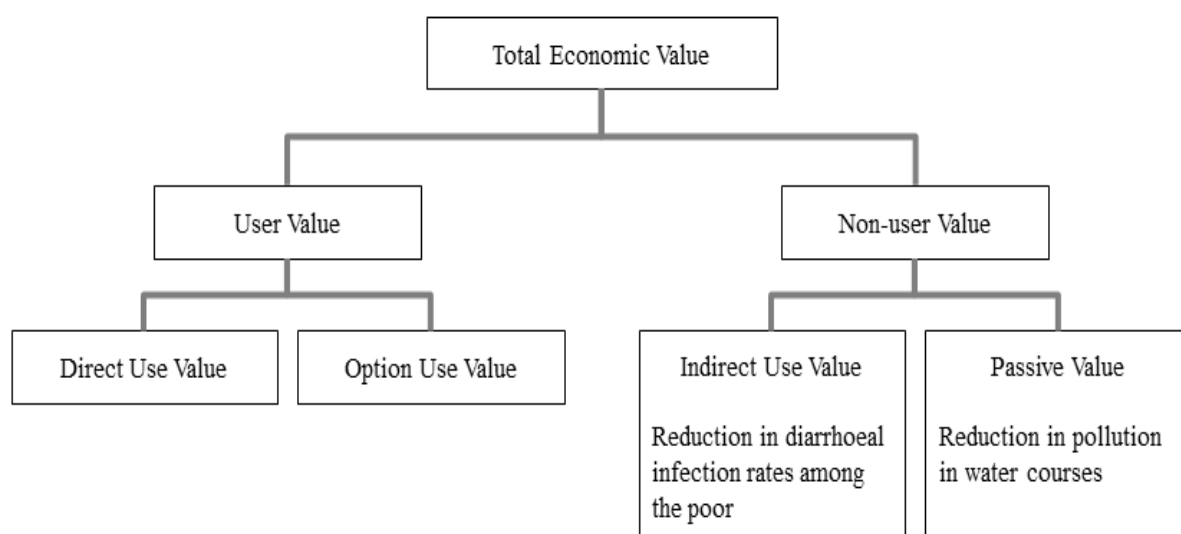 Total Economic Value
User Value
Non-user Value
Direct Use Value
Option Use Value
Indirect Use Value
Reduction in diarrhoeal
infection rates among
the poor
Passive Value
Reduction in pollution
in water courses